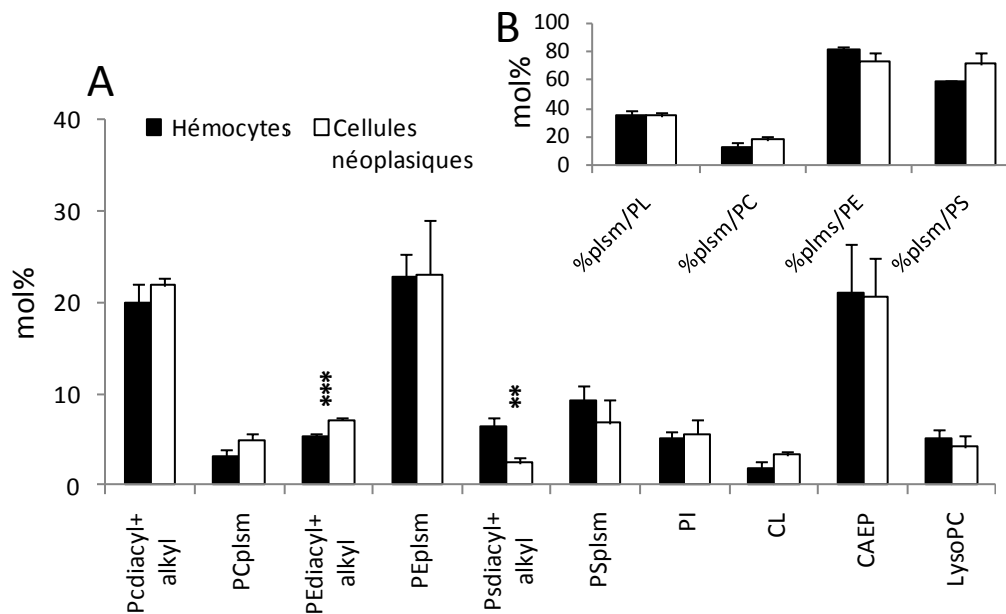 B
mol%
100
80
60
40
20
0
%plsm/PL
%plsm/PC
%plms/PE
%plsm/PS
A
mol%
40
30
20
10
0
Hémocytes
Cellules
néoplasiques
***
**
Pcdiacyl+
alkyl
PCplsm
PEdiacyl+
alkyl
PEplsm
Psdiacyl+
alkyl
PSplsm
PI
CL
CAEP
LysoPC